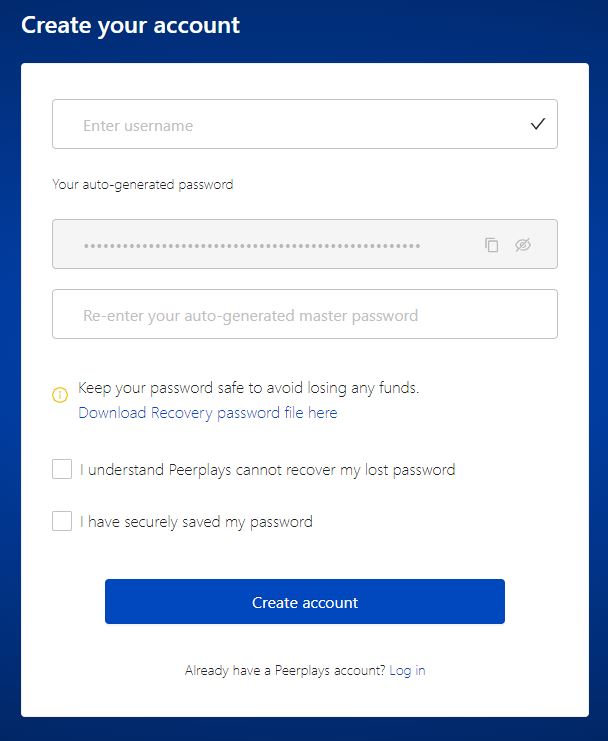 Create your account
Enter username
Your auto-generated password
Re-enter your auto-generated master password
Keep your password safe to avoid losing any funds.
Download Recovery password file here
I understand Peerplays cannot recover my lost password
I have securely saved my password
Create account
Already have a Peerplays account? Log in